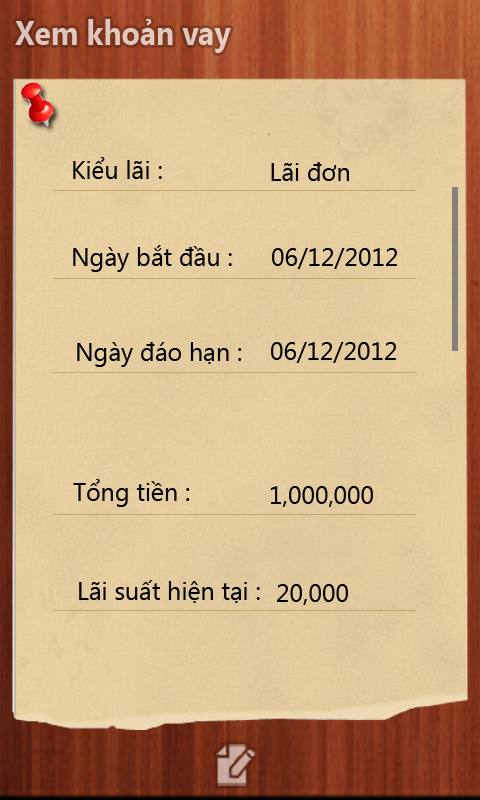 Xem khoản vay
Kiểu lãi : Lãi đơn
Ngày bắt đầu : 06/12/2012
Ngày đáo hạn : 06/12/2012
Tổng tiền : 1,000,000
Lãi suất hiện tại : 20,000